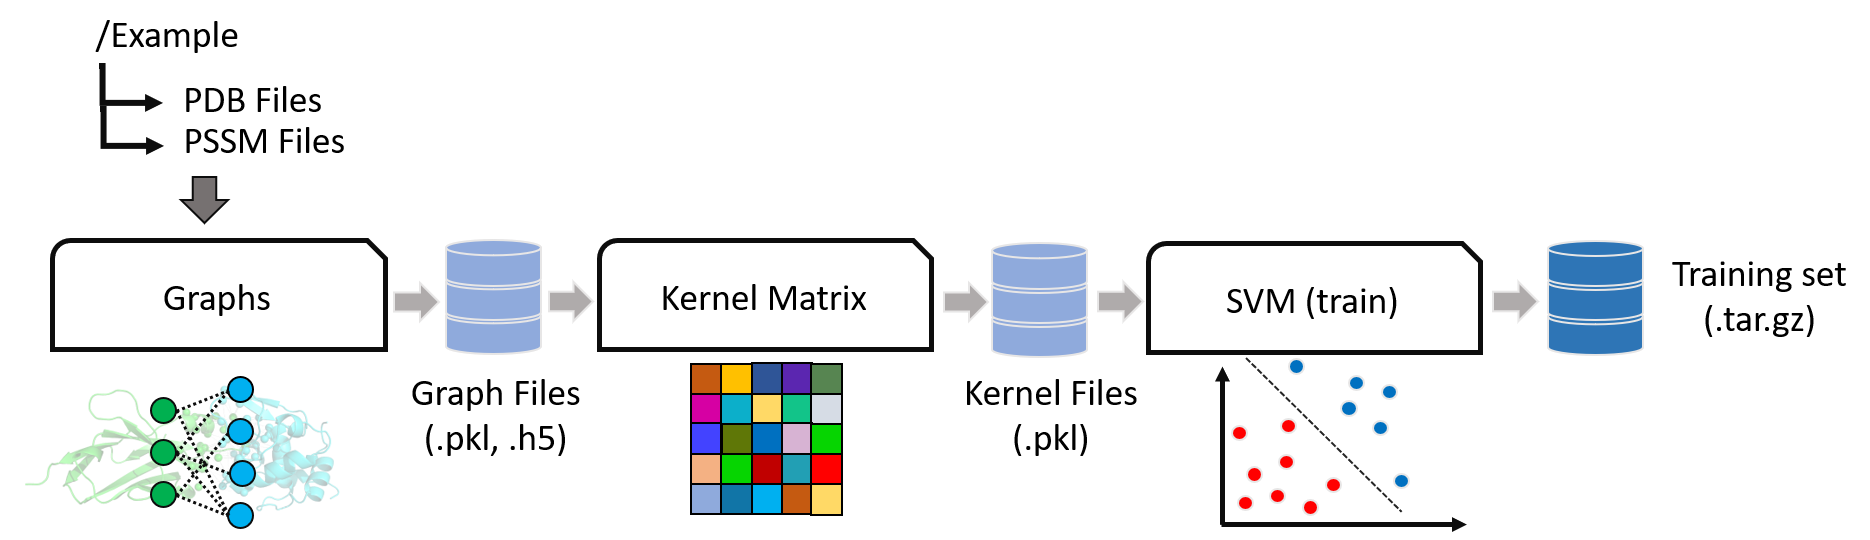 /Example
PDB Files
PSSM Files
Graphs
Graph Files
(.pkl, .h5)
Kernel Matrix
Kernel Files
(.pkl)
SVM (train)
Training set
(.tar.gz)